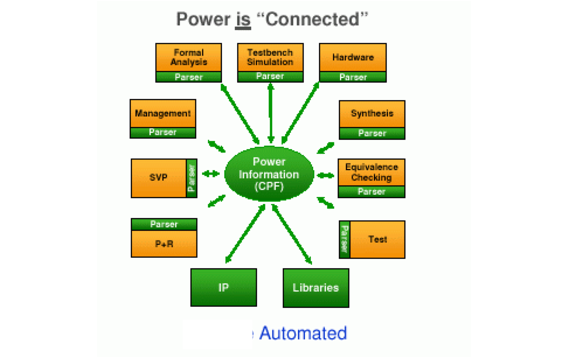 Power is “Connected”
Formal
Analysis
Parser
Testbench
Simulation
Parser
Hardware
Parser
Management
Parser
Synthesis
Parser
Power
Information
(CPF)
SVP
Parser
Equivalence
Checking
Parser
Parser
P+R
Parser
Test
IP
Libraries
Automated